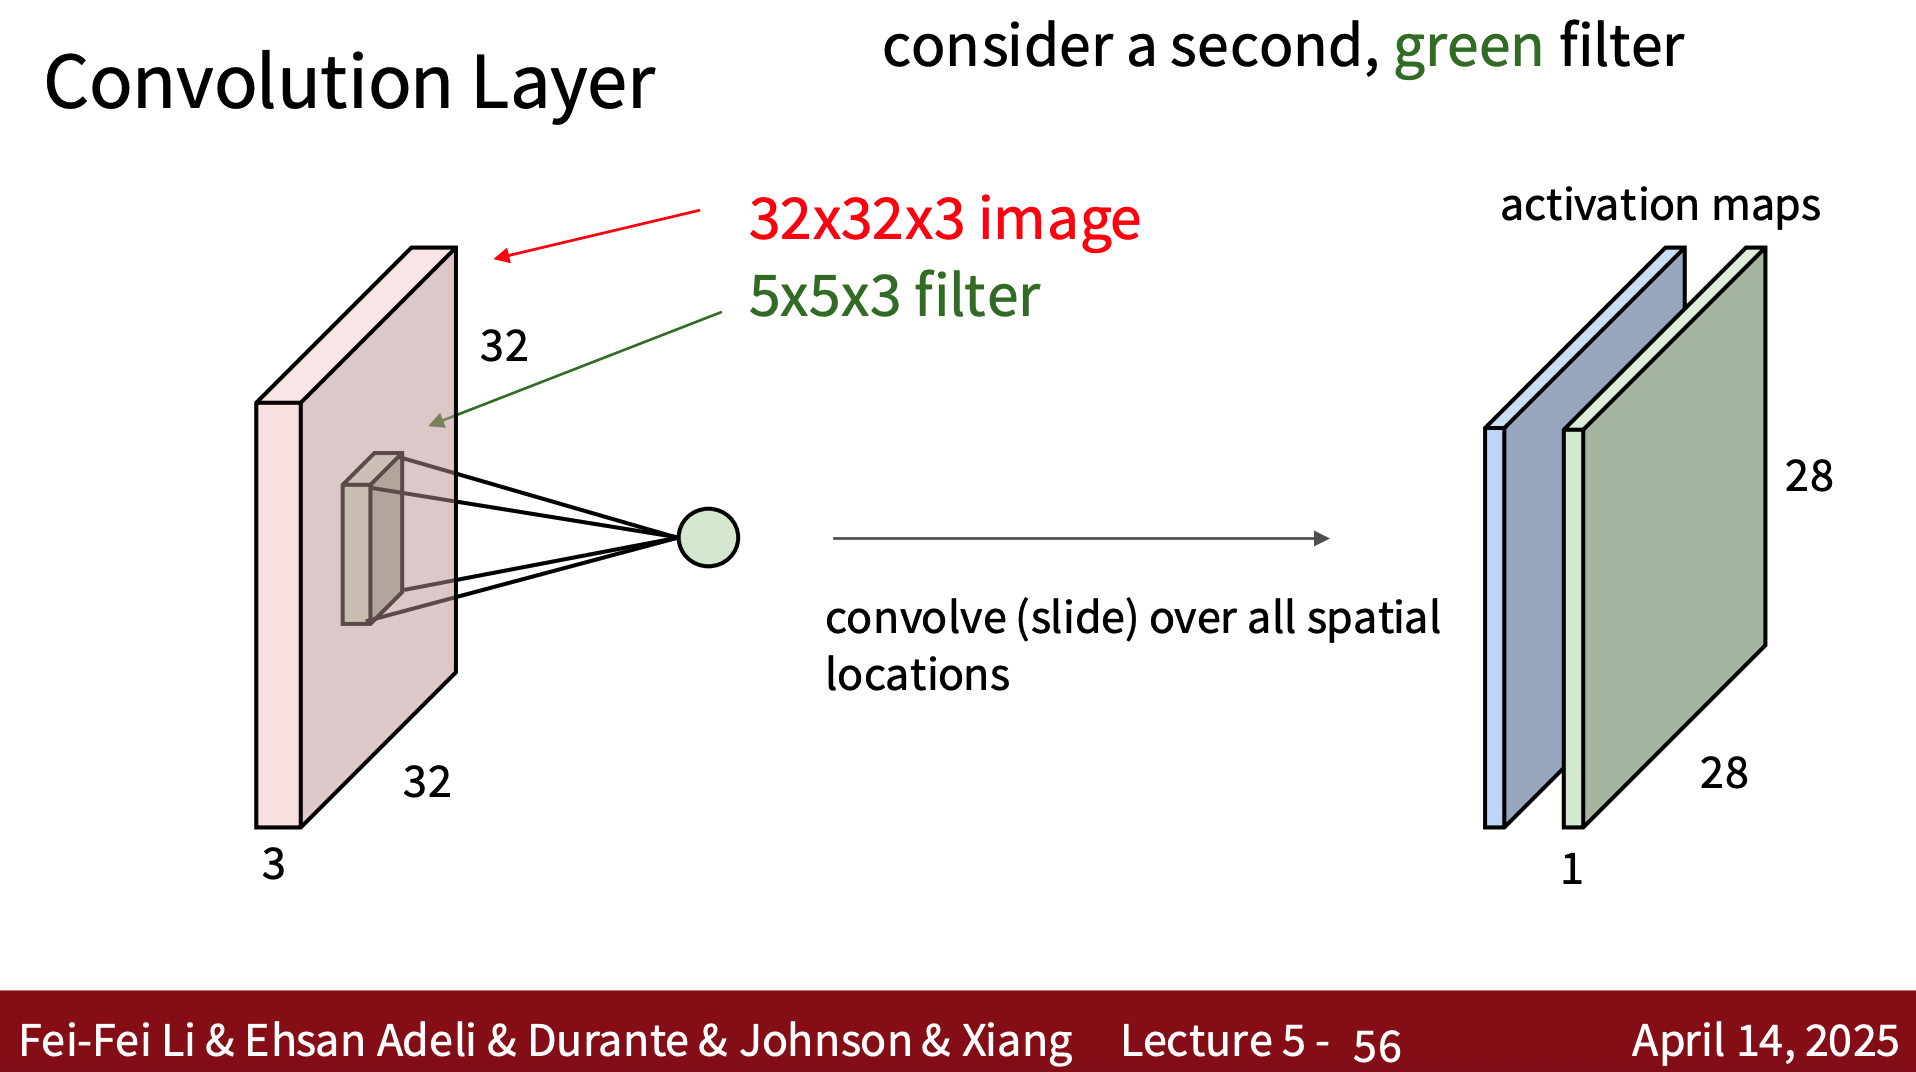 Convolution Layer
consider a second, green filter
32x32x3 image
5x5x3 filter
32
32
3
convolve (slide) over all spatial
locations
activation maps
28
28
1
Fei-Fei Li & Ehsan Adeli & Durante & Johnson & Xiang
Lecture 5 - 56
April 14, 2025